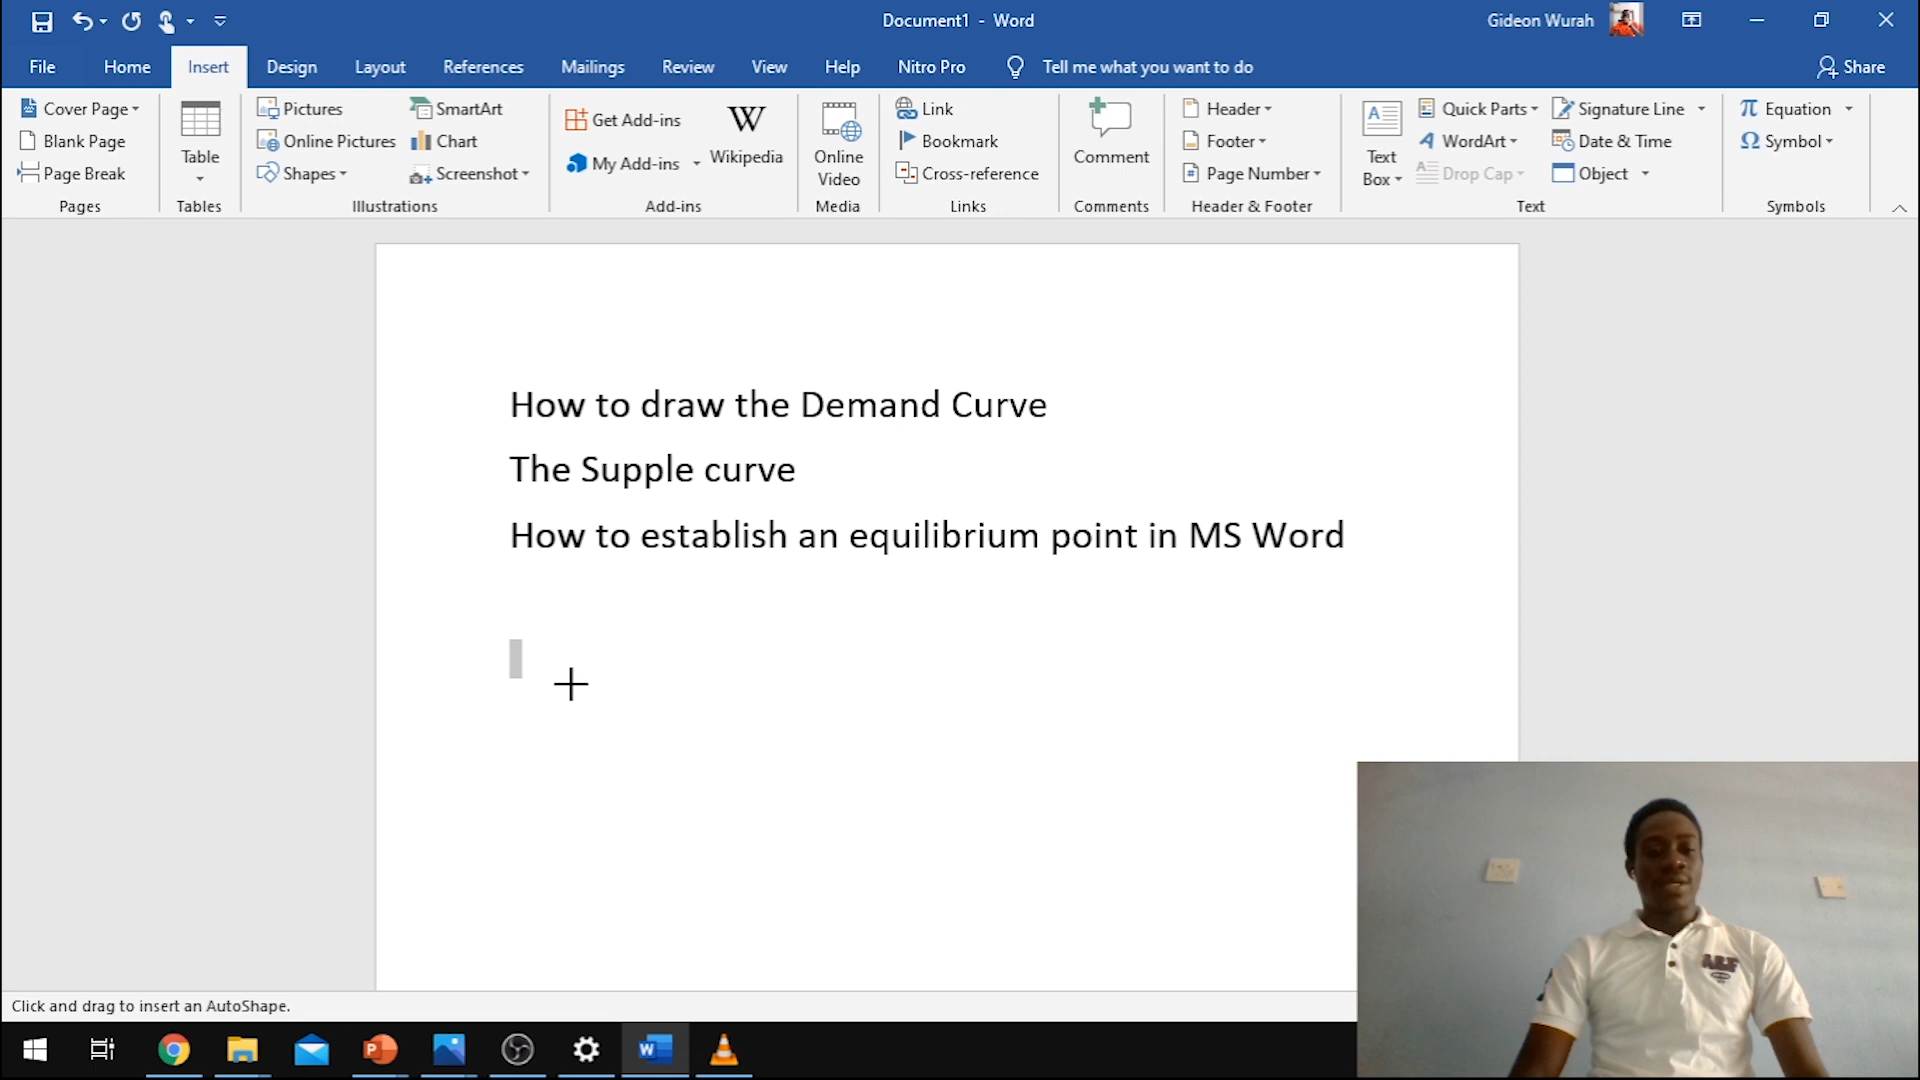 Document1 - Word
Gideon Wurah
File Home Insert Design Layout References Mailings Review View Help Nitro Pro Tell me what you want to do Share
Cover Page
Blank Page
Page Break
Pages
Table
Tables
Pictures
Online Pictures
Shapes
SmartArt
Chart
Screenshot
Illustrations
Get Add-ins
My Add-ins
W
Wikipedia
Add-ins
Online
Video
Media
Link
Bookmark
Cross-reference
Links
Comment
Comments
Header
Footer
Page Number
Header & Footer
Text
Box
Quick Parts
WordArt
Drop Cap
Signature Line
Date & Time
Object
Text
π Equation
Ω Symbol
Symbols
How to draw the Demand Curve
The Supple curve
How to establish an equilibrium point in MS Word
Click and drag to insert an AutoShape.